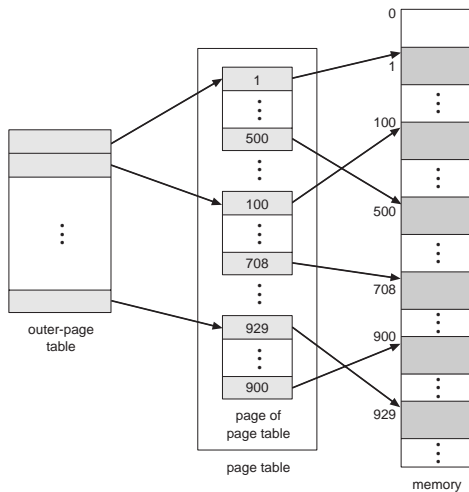 outer-page
table
1
500
100
708
929
900
page of
page table
page table
0
1
100
500
708
900
929
memory